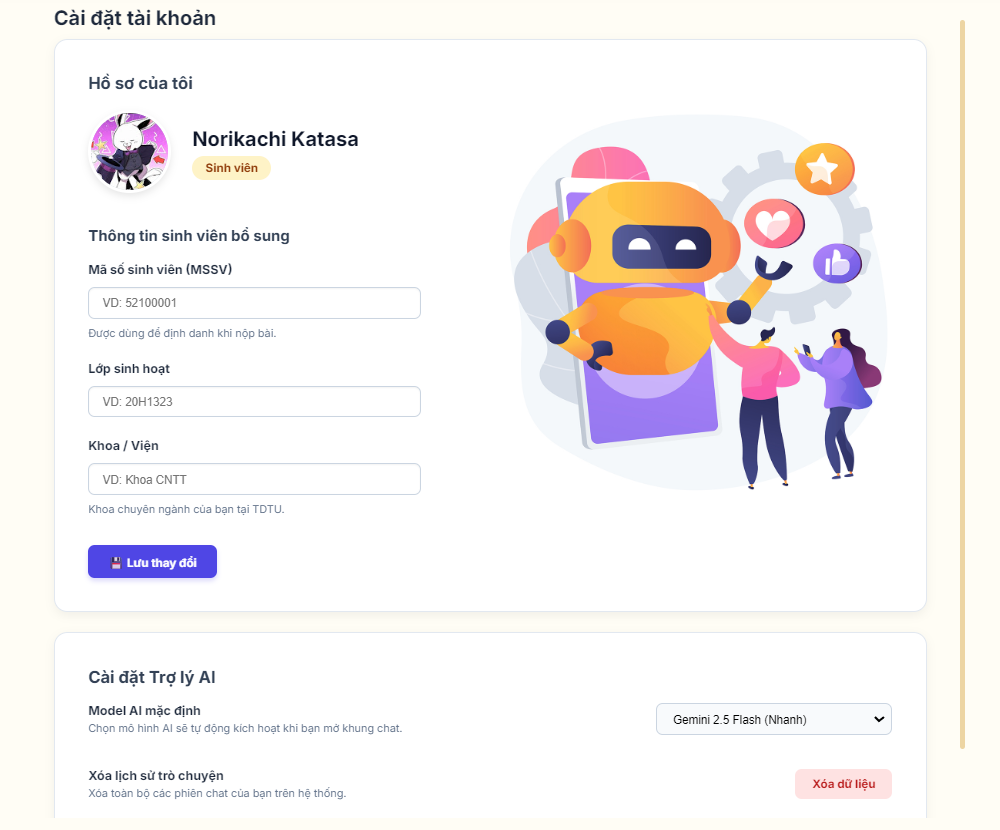 Cài đặt tài khoản
Hồ sơ của tôi
Norikachi Katasa
Sinh viên
Thông tin sinh viên bổ sung
Mã số sinh viên (MSSV)
VD: 52100001
Được dùng để định danh khi nộp bài.
Lớp sinh hoạt
VD: 20H1323
Khoa / Viện
VD: Khoa CNTT
Khoa chuyên ngành của bạn tại TDTU.
Lưu thay đổi
Cài đặt Trợ lý AI
Model AI mặc định
Chọn mô hình AI sẽ tự động kích hoạt khi bạn mở khung chat.
Gemini 2.5 Flash (Nhanh)
Xóa lịch sử trò chuyện
Xóa toàn bộ các phiên chat của bạn trên hệ thống.
Xóa dữ liệu